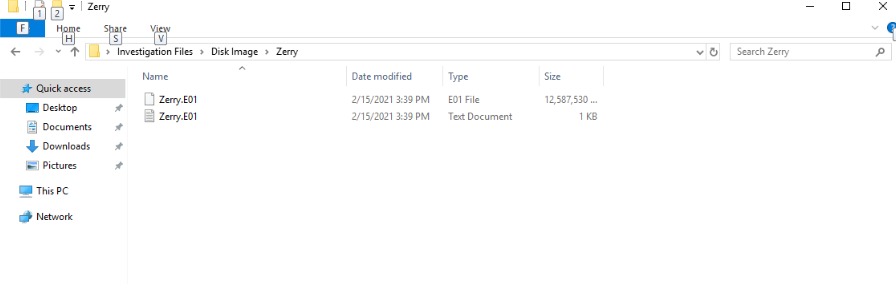 1 2 Zerry
F Home Share View
H S V
Investigation Files Disk Image Zerry Search Zerry
Name Date modified Type Size
Quick access
Zerry.E01 2/15/2021 3:39 PM E01 File 12,587,530 ...
Desktop
Zerry.E01 2/15/2021 3:39 PM Text Document 1 KB
Documents
Downloads
Pictures
This PC
Network